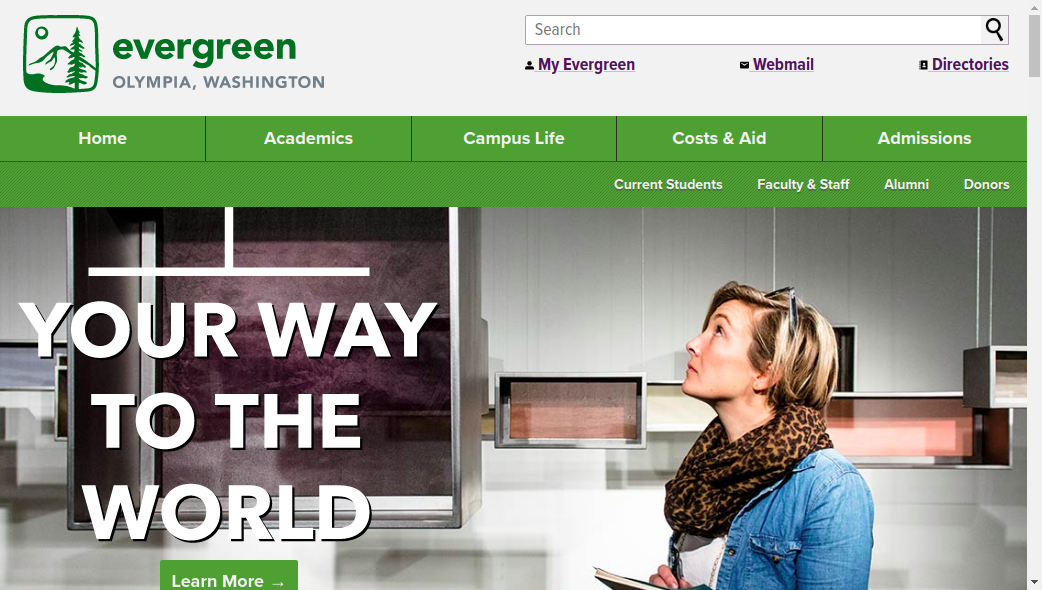 evergreen
OLYMPIA, WASHINGTON
Search
My Evergreen Webmail Directories
Home Academics Campus Life Costs & Aid Admissions
Current Students Faculty & Staff Alumni Donors
YOUR WAY
TO THE
WORLD
Learn More →